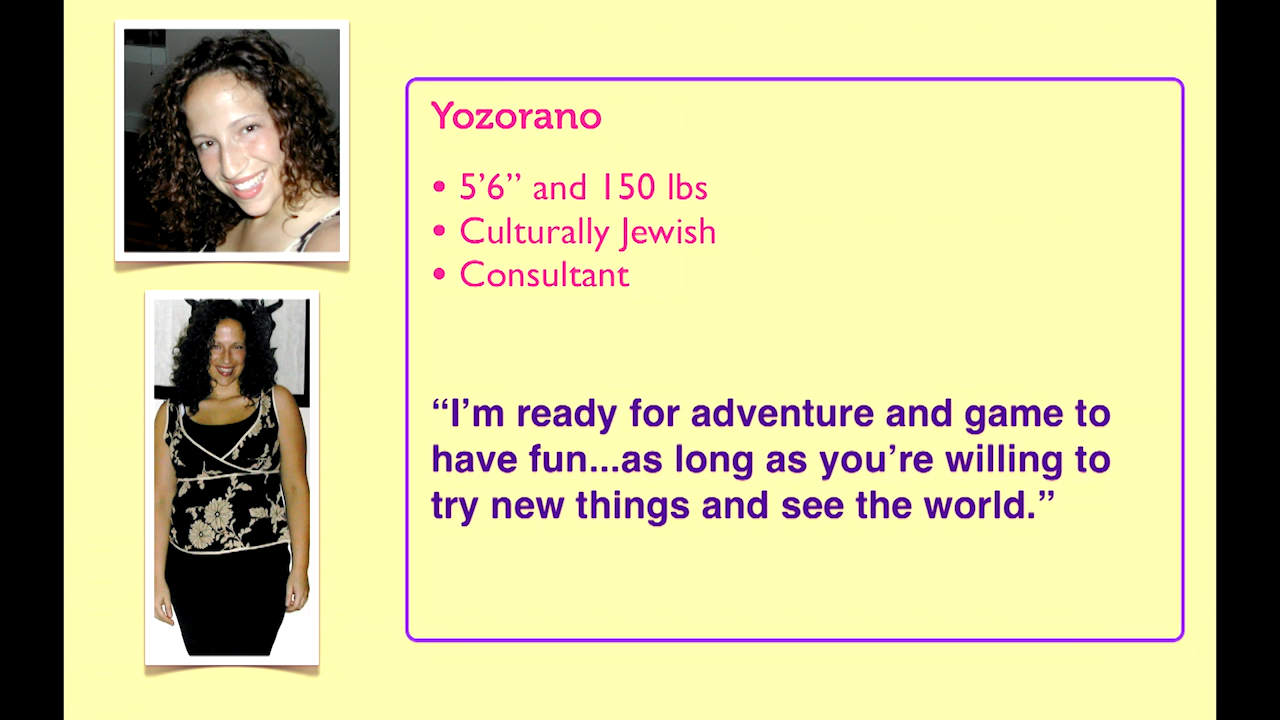 Yozorano
• 5’6” and 150 lbs
• Culturally Jewish
• Consultant
“I’m ready for adventure and game to
have fun...as long as you’re willing to
try new things and see the world.”